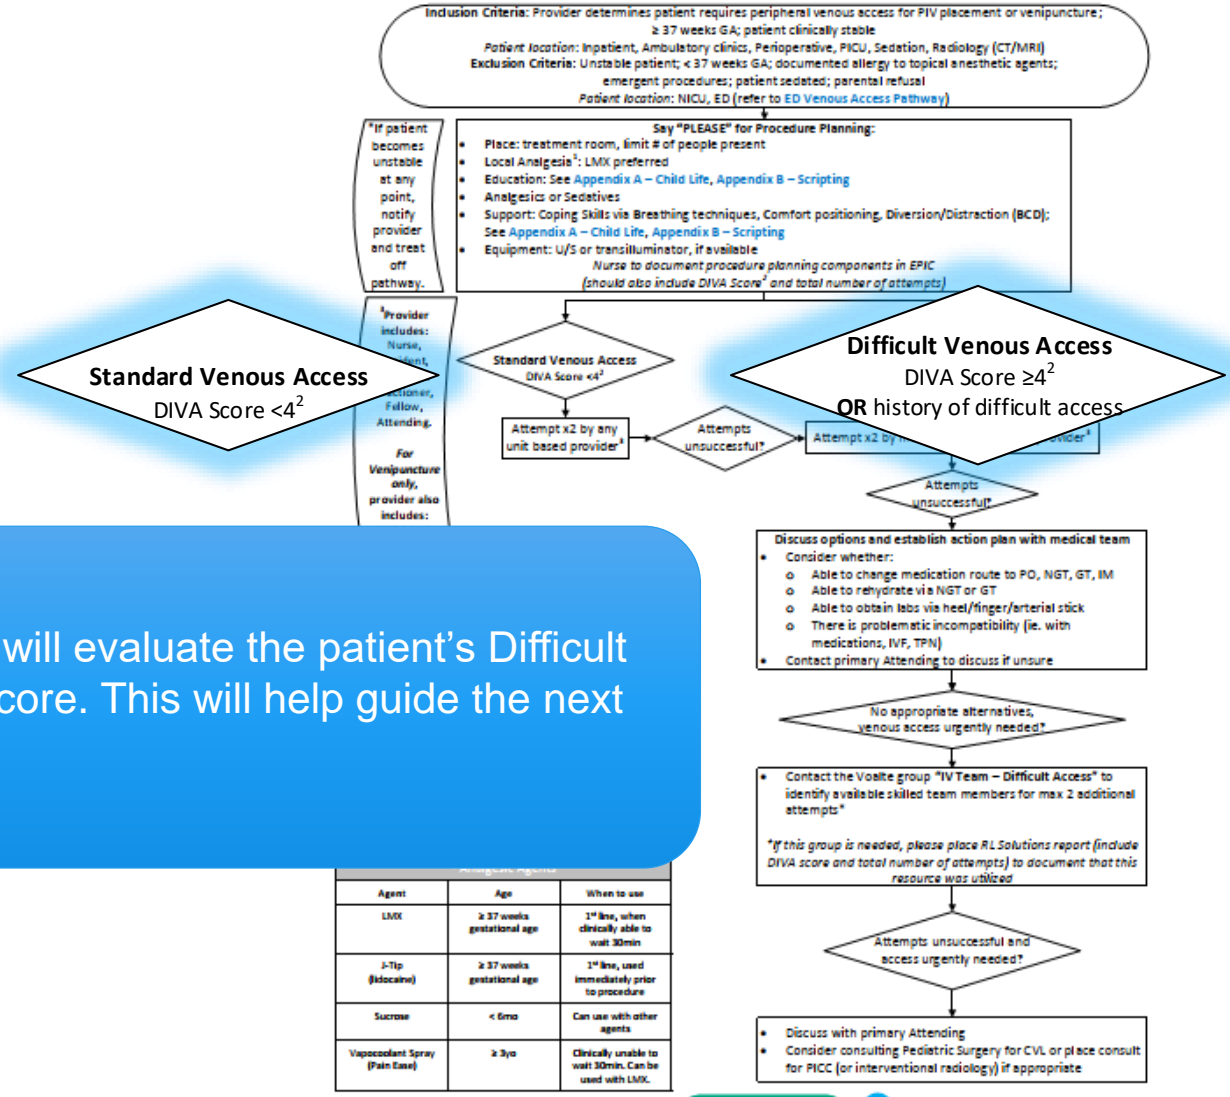 Inclusion Criteria: Provider determines patient requires peripheral venous access for PIV placement or venipuncture;
≥ 37 weeks GA; patient clinically stable
Patient location: Inpatient, Ambulatory clinics, Perioperative, PICU, Sedation, Radiology (CT/MRI)
Exclusion Criteria: Unstable patient; < 37 weeks GA; documented allergy to topical anesthetic agents;
emergent procedures; patient sedated; parental refusal
Patient location: NICU, ED (refer to ED Venous Access Pathway)
*If patient
becomes
unstable
at any
point,
notify
provider
and treat
off
pathway.
Say "PLEASE" for Procedure Planning:
• Place: treatment room, limit # of people present
• Local Analgesia¹: LMX preferred
• Education: See Appendix A – Child Life, Appendix B – Scripting
• Analgesics or Sedatives
• Support: Coping Skills via Breathing techniques, Comfort positioning, Diversion/Distraction (BCD);
See Appendix A – Child Life, Appendix B – Scripting
• Equipment: U/S or transilluminator, if available
Nurse to document procedure planning components in EPIC
(should also include DIVA Score² and total number of attempts)
³Provider
includes:
Nurse,
Fellow,
Attending.
For
Venipuncture
only,
provider also
includes:
Standard Venous Access
DIVA Score <4²
Standard Venous Access
DIVA Score <4²
Difficult Venous Access
DIVA Score ≥4²
OR history of difficult access
Attempt x2 by any
unit based provider³
Attempts
unsuccessful?
Attempt x2 by
Attempts
unsuccessful?
will evaluate the patient's Difficult
core. This will help guide the next
Discuss options and establish action plan with medical team
• Consider whether:
o Able to change medication route to PO, NGT, GT, IM
o Able to rehydrate via NGT or GT
o Able to obtain labs via heel/finger/arterial stick
o There is problematic incompatibility (ie. with
medications, IVF, TPN)
• Contact primary Attending to discuss if unsure
No appropriate alternatives,
venous access urgently needed?
• Contact the Voalte group "IV Team – Difficult Access" to
identify available skilled team members for max 2 additional
attempts*
*If this group is needed, please place RL Solutions report (include
DIVA score and total number of attempts) to document that this
resource was utilized
Attempts unsuccessful and
access urgently needed?
• Discuss with primary Attending
• Consider consulting Pediatric Surgery for CVL or place consult
for PICC (or interventional radiology) if appropriate
Analgesic Agents
Agent Age When to use
LMX ≥ 37 weeks gestational age 1st line, when clinically able to wait 30min
J-Tip (lidocaine) ≥ 37 weeks gestational age 1st line, used immediately prior to procedure
Sucrose < 6mo Can use with other agents
Vapocoolant Spray (Pain Ease) ≥ 3yo Clinically unable to wait 30min. Can be used with LMX.